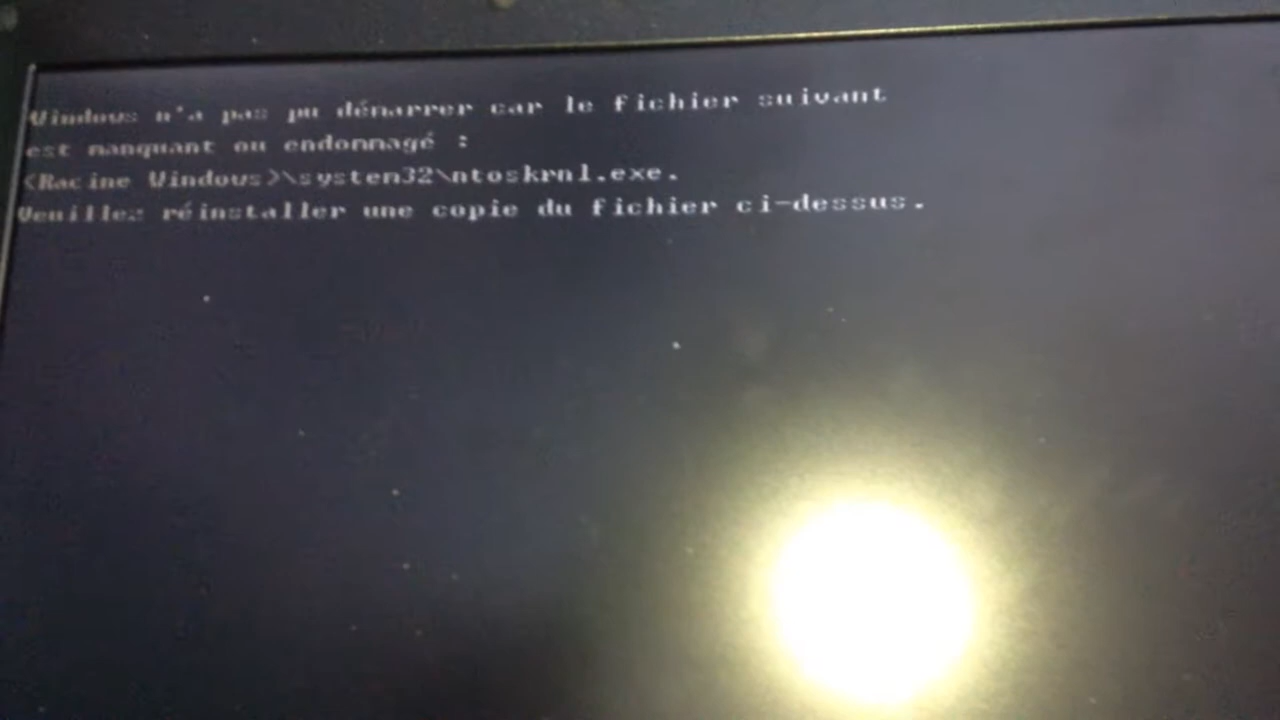 Windows n'a pas pu démarrer car le fichier suivant
est manquant ou endommagé :
<Racine Windows>\system32\ntoskrnl.exe.
Veuillez réinstaller une copie du fichier ci-dessus.